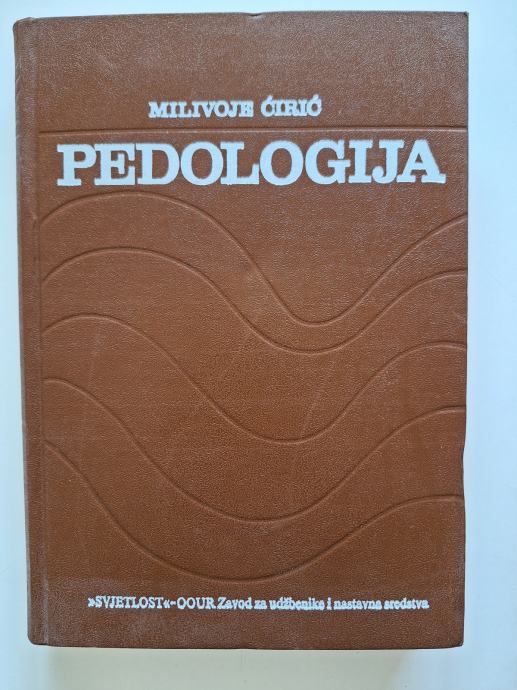 MILIVOJE ĆIRIĆ
PEDOLOGIJA
»SVJETLOST«-OOUR Zavod za udžbenike i nastavna sredstva